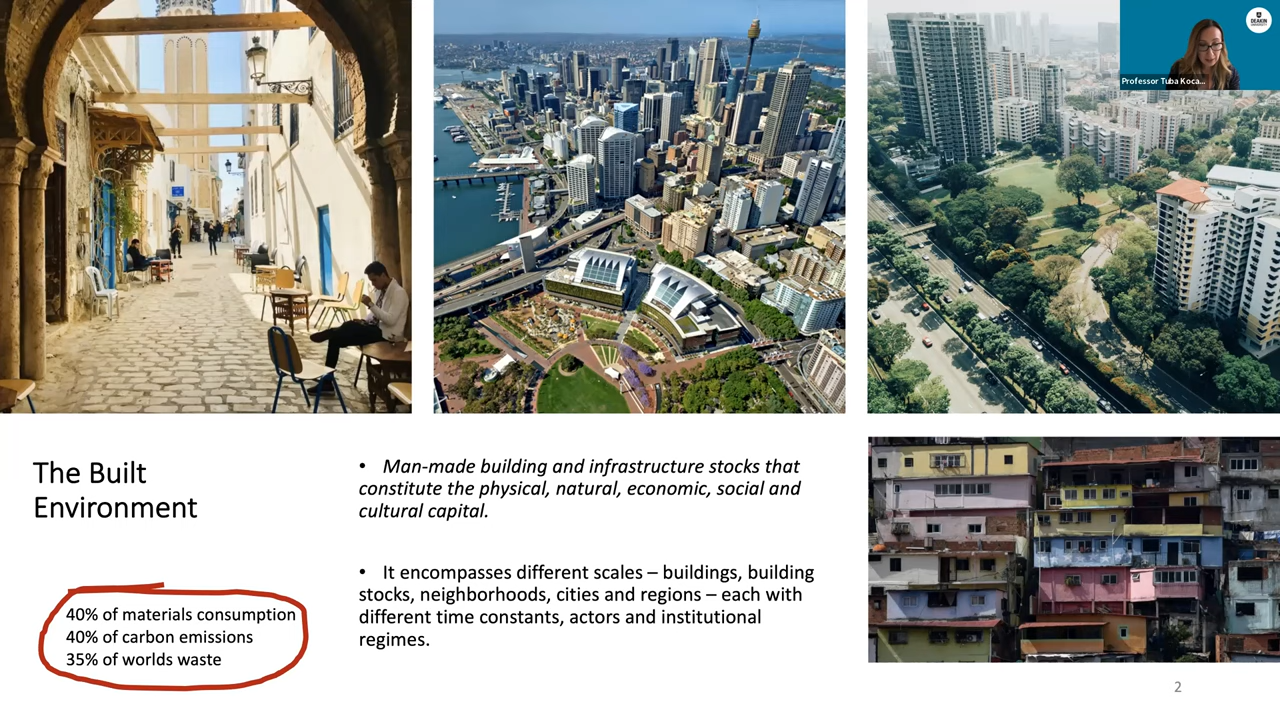 DEAKIN
UNIVERSITY
Professor Tuba Koca...
The Built
Environment
40% of materials consumption
40% of carbon emissions
35% of worlds waste
• Man-made building and infrastructure stocks that
constitute the physical, natural, economic, social and
cultural capital.
• It encompasses different scales – buildings, building
stocks, neighborhoods, cities and regions – each with
different time constants, actors and institutional
regimes.
2